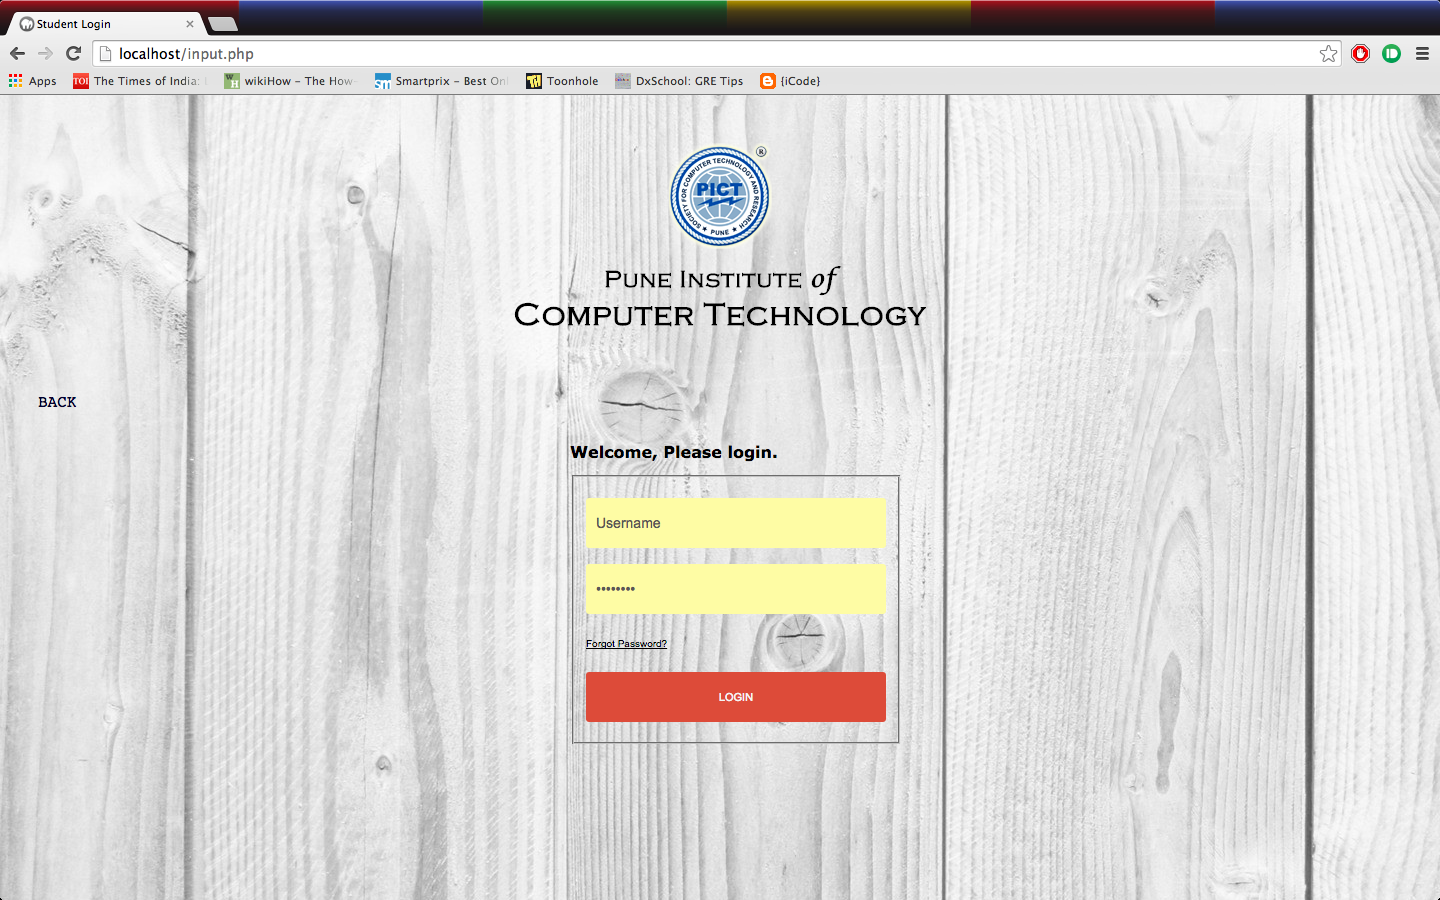 Student Login
localhost/input.php
Apps
The Times of India:
wikiHow – The How-
Smartprix – Best Onl
Toonhole
DxSchool: GRE Tips
{iCode}
®
SOCIETY FOR COMPUTER TECHNOLOGY AND RESEARCH
PICT
★ PUNE ★
PUNE INSTITUTE of
COMPUTER TECHNOLOGY
BACK
Welcome, Please login.
Username
••••••••
Forgot Password?
LOGIN